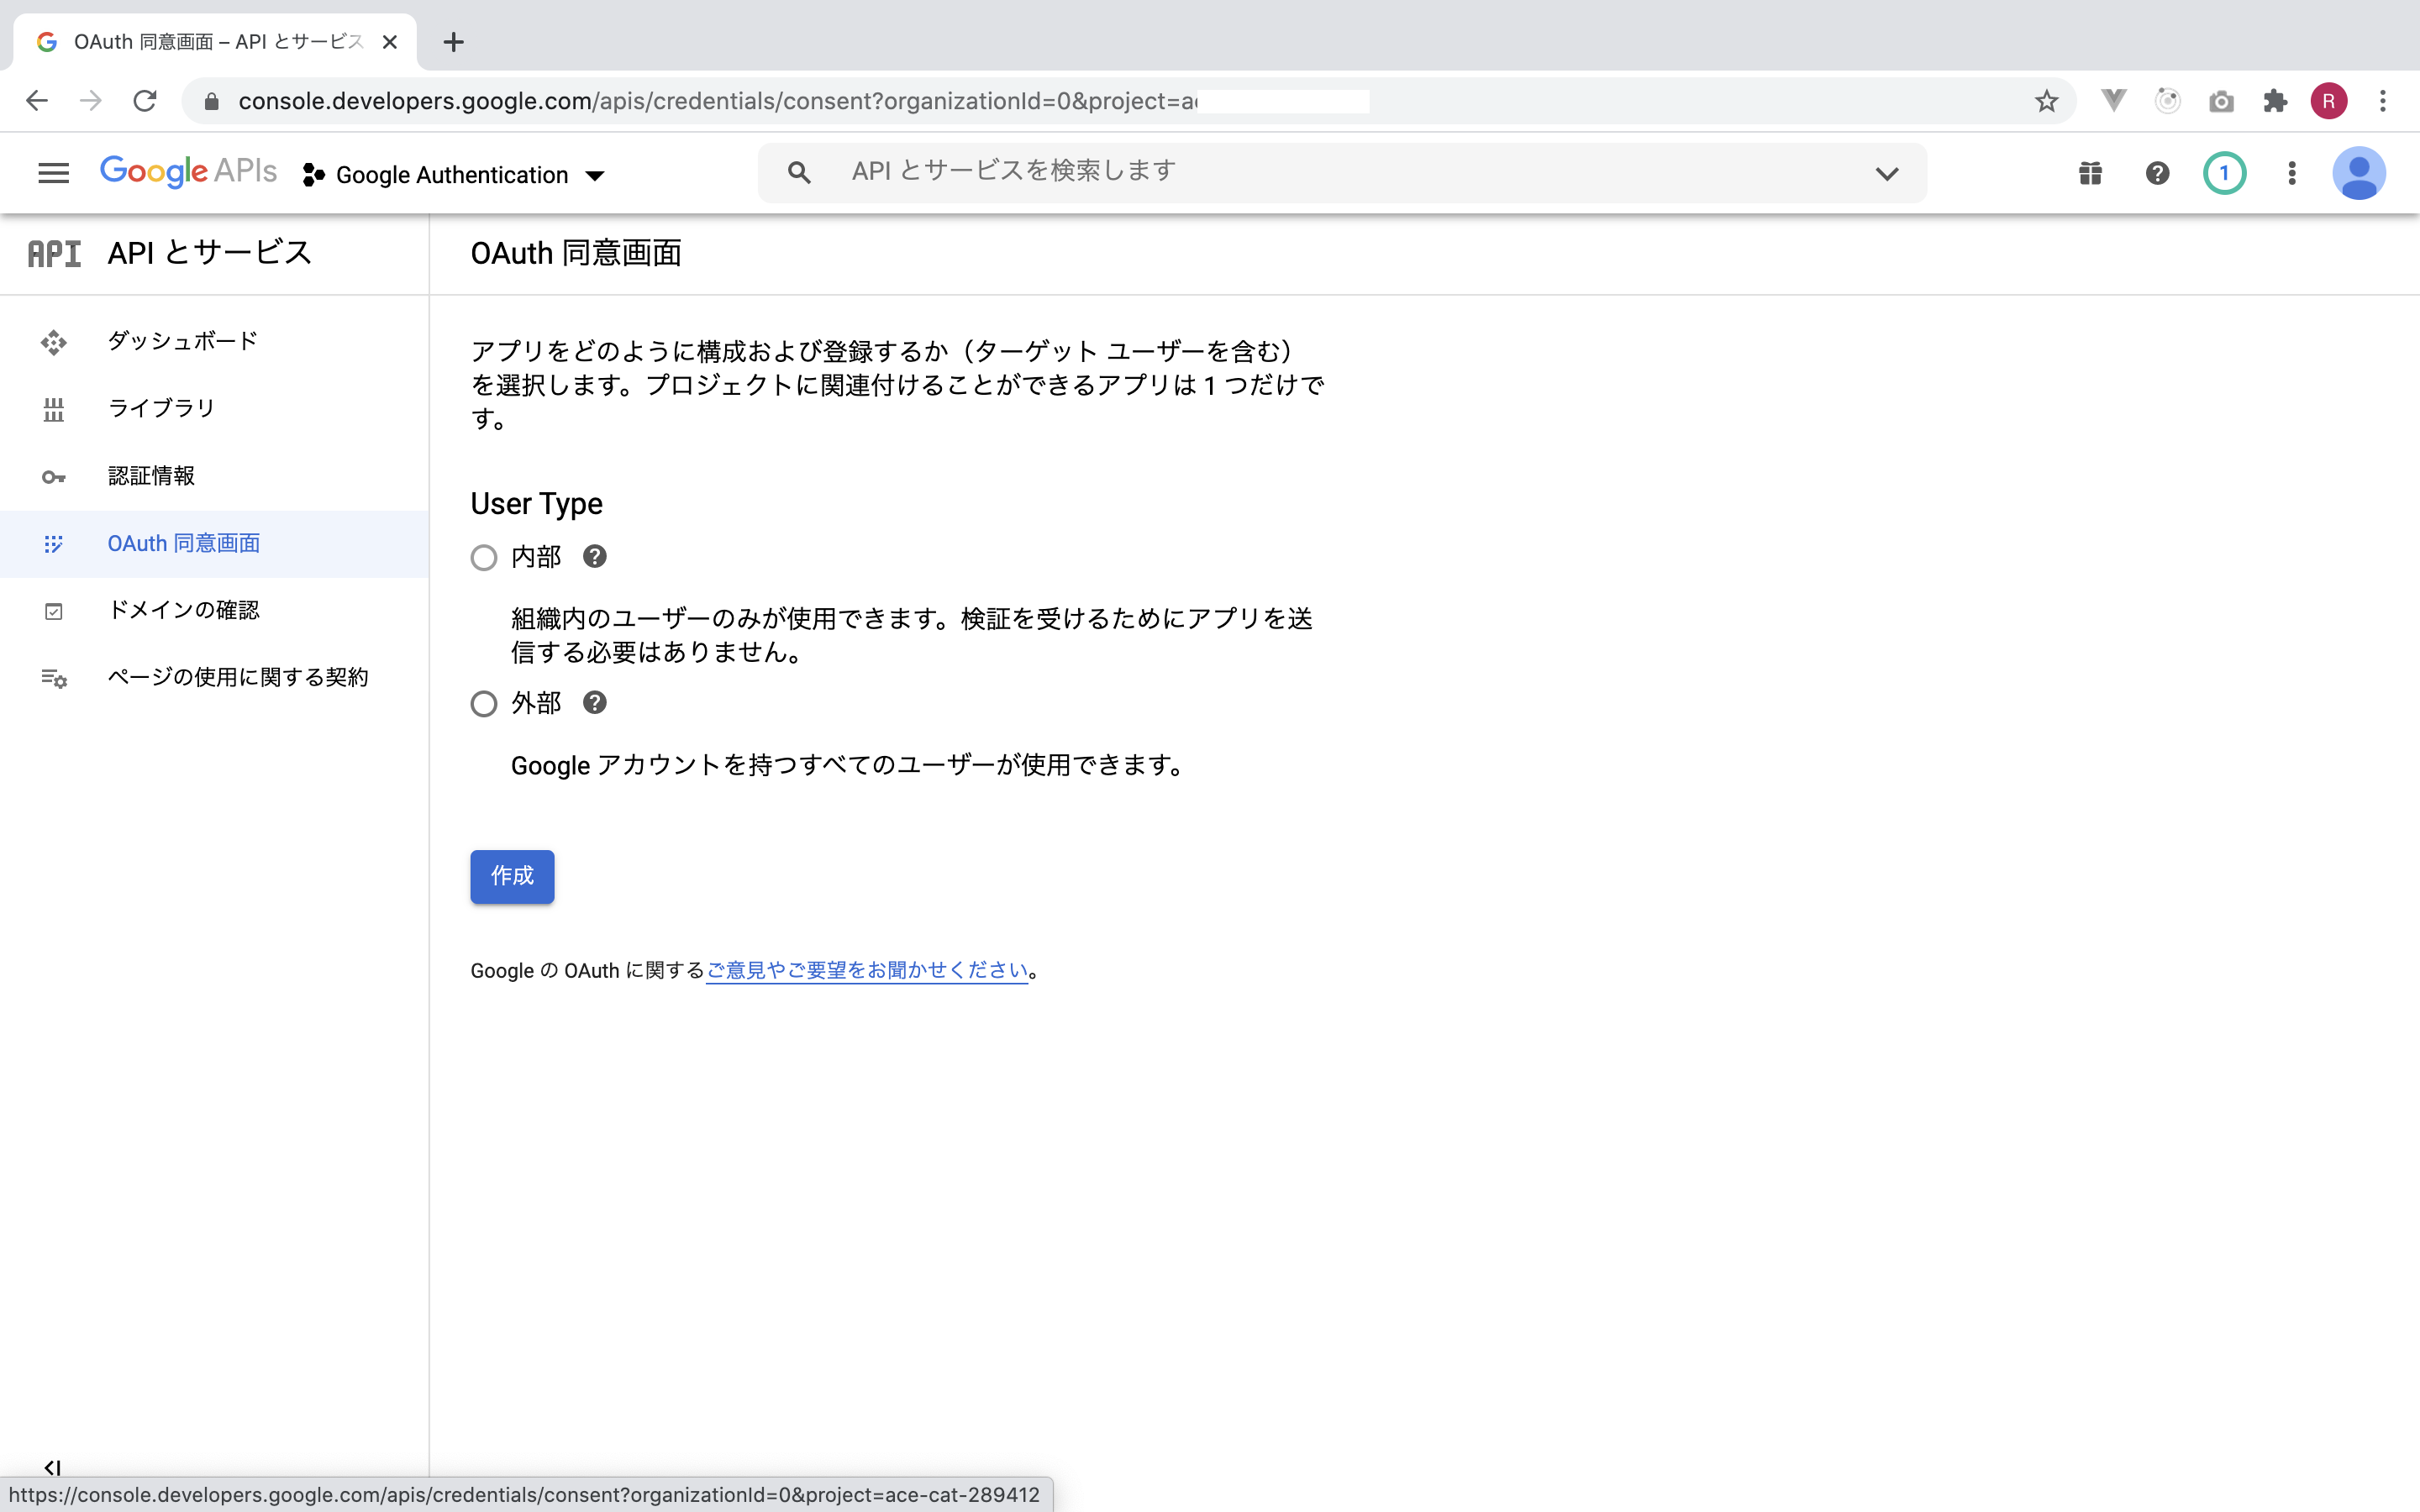 OAuth 同意画面 – API とサービス
console.developers.google.com/apis/credentials/consent?organizationId=0&project=a
R
Google APIs
Google Authentication
API とサービスを検索します
1
API
API とサービス
ダッシュボード
ライブラリ
認証情報
OAuth 同意画面
ドメインの確認
ページの使用に関する契約
OAuth 同意画面
アプリをどのように構成および登録するか（ターゲット ユーザーを含む）
を選択します。プロジェクトに関連付けることができるアプリは 1 つだけで
す。
User Type
内部
組織内のユーザーのみが使用できます。検証を受けるためにアプリを送
信する必要はありません。
外部
Google アカウントを持つすべてのユーザーが使用できます。
作成
Google の OAuth に関するご意見やご要望をお聞かせください。
https://console.developers.google.com/apis/credentials/consent?organizationId=0&project=ace-cat-289412